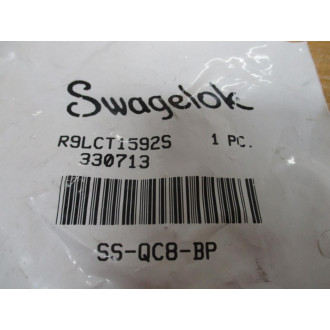 Swagelok
R9LCT1592S 1 PC.
330713
SS-QC8-BP